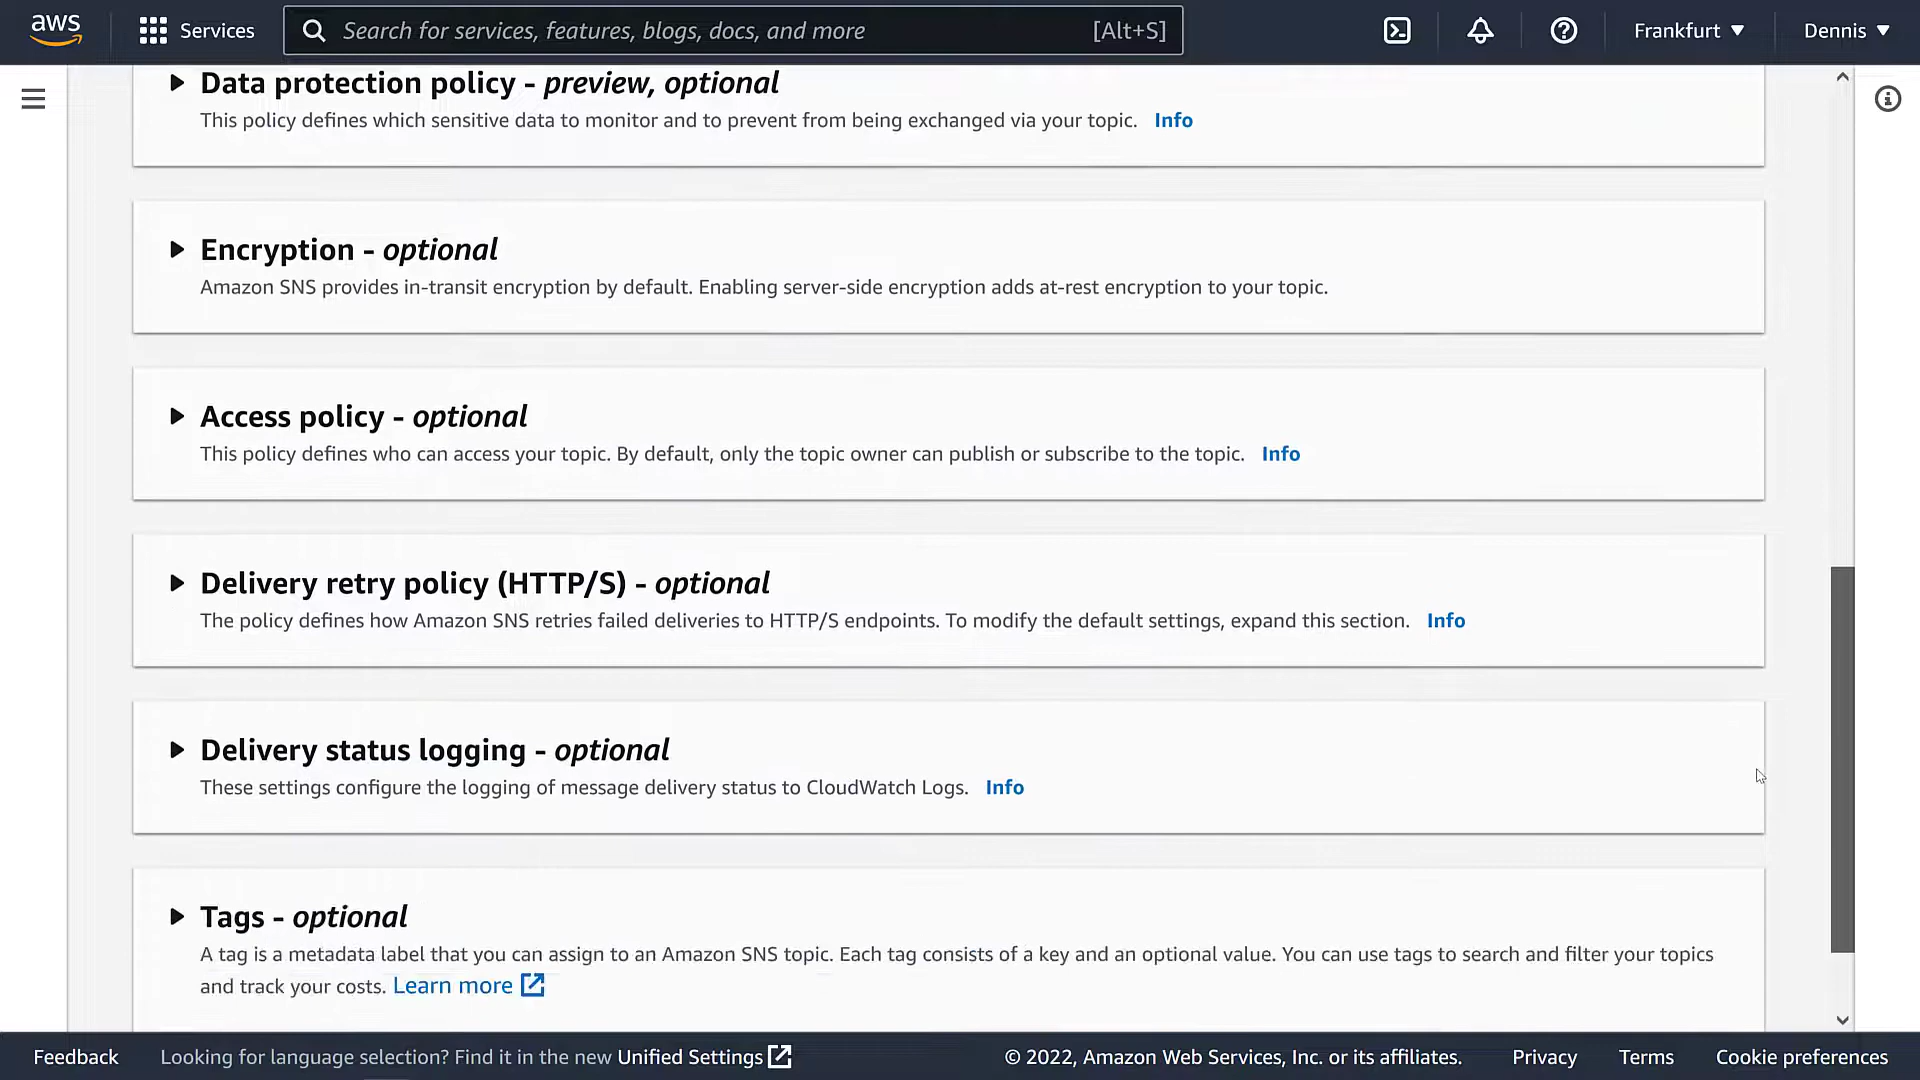 aws
Services
Search for services, features, blogs, docs, and more
[Alt+S]
Frankfurt
Dennis
Data protection policy - preview, optional
This policy defines which sensitive data to monitor and to prevent from being exchanged via your topic. Info
Encryption - optional
Amazon SNS provides in-transit encryption by default. Enabling server-side encryption adds at-rest encryption to your topic.
Access policy - optional
This policy defines who can access your topic. By default, only the topic owner can publish or subscribe to the topic. Info
Delivery retry policy (HTTP/S) - optional
The policy defines how Amazon SNS retries failed deliveries to HTTP/S endpoints. To modify the default settings, expand this section. Info
Delivery status logging - optional
These settings configure the logging of message delivery status to CloudWatch Logs. Info
Tags - optional
A tag is a metadata label that you can assign to an Amazon SNS topic. Each tag consists of a key and an optional value. You can use tags to search and filter your topics
and track your costs. Learn more
Feedback
Looking for language selection? Find it in the new Unified Settings
© 2022, Amazon Web Services, Inc. or its affiliates.
Privacy
Terms
Cookie preferences